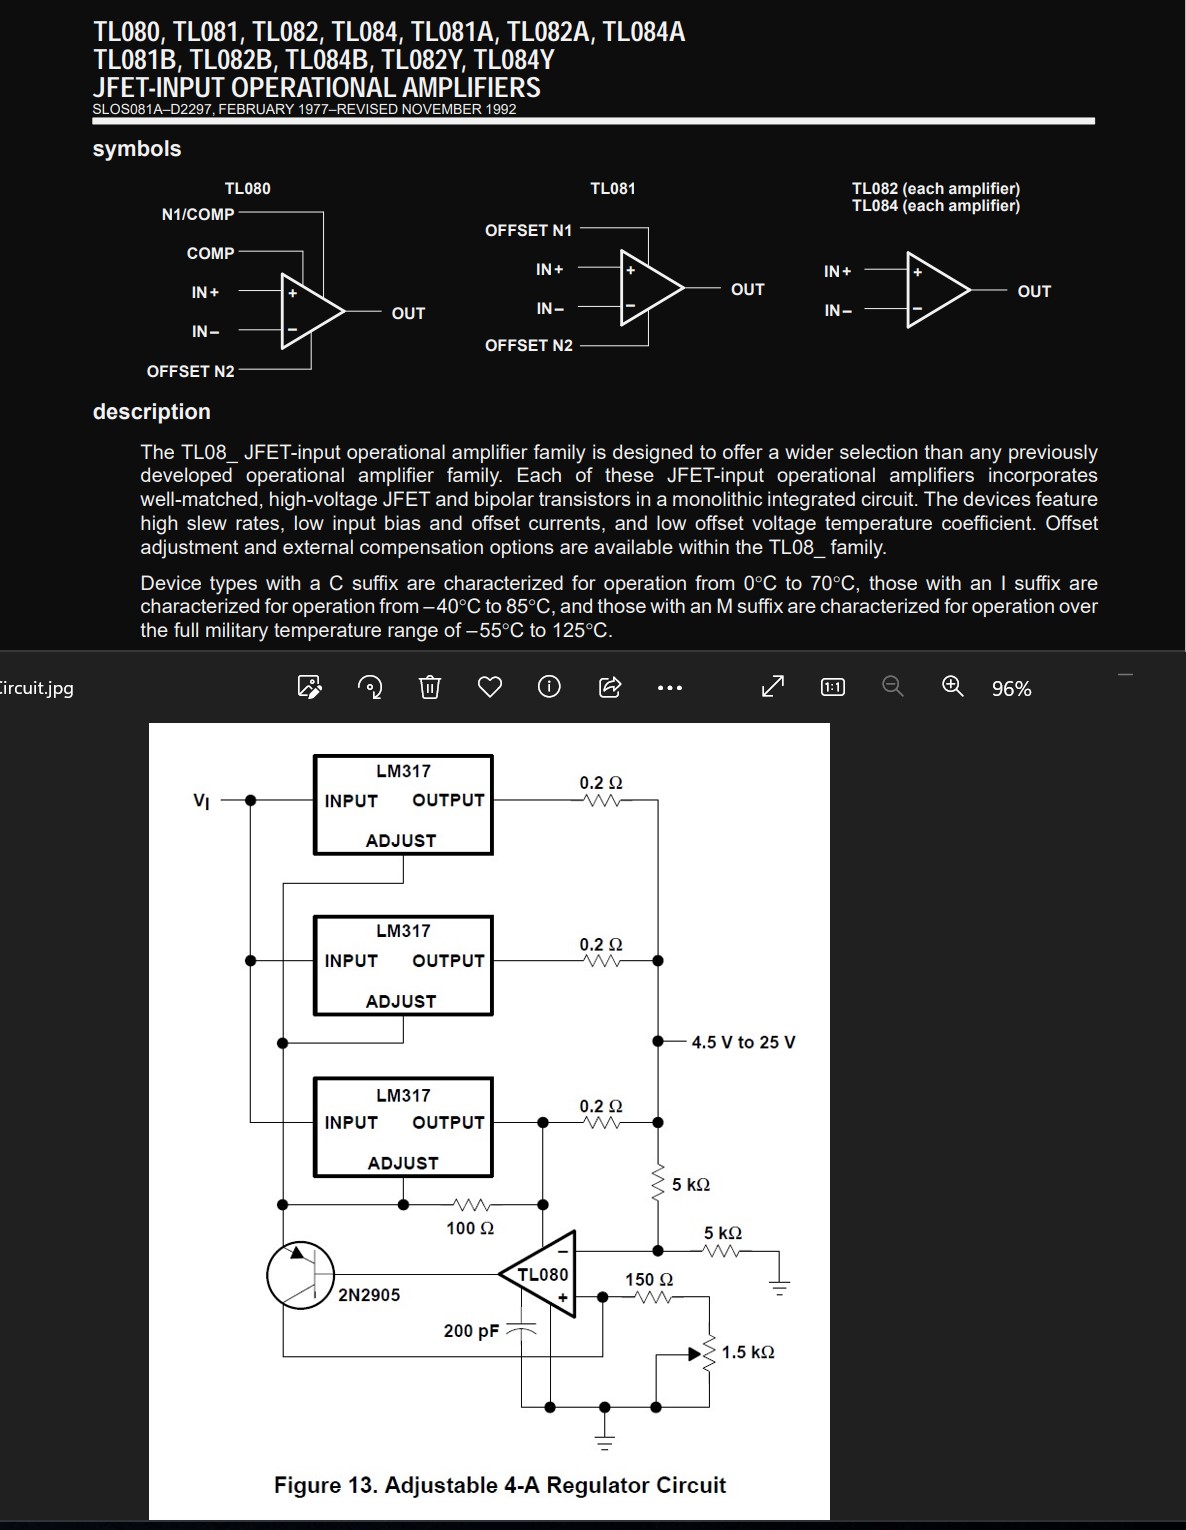 TL080, TL081, TL082, TL084, TL081A, TL082A, TL084A
TL081B, TL082B, TL084B, TL082Y, TL084Y
JFET-INPUT OPERATIONAL AMPLIFIERS
SLOS081A–D2297, FEBRUARY 1977–REVISED NOVEMBER 1992
symbols
TL080
N1/COMP
COMP
IN+
IN–
OFFSET N2
+
–
OUT
TL081
OFFSET N1
IN+
IN–
OFFSET N2
+
–
OUT
TL082 (each amplifier)
TL084 (each amplifier)
IN+
IN–
+
–
OUT
description
The TL08_ JFET-input operational amplifier family is designed to offer a wider selection than any previously
developed operational amplifier family. Each of these JFET-input operational amplifiers incorporates
well-matched, high-voltage JFET and bipolar transistors in a monolithic integrated circuit. The devices feature
high slew rates, low input bias and offset currents, and low offset voltage temperature coefficient. Offset
adjustment and external compensation options are available within the TL08_ family.
Device types with a C suffix are characterized for operation from 0°C to 70°C, those with an I suffix are
characterized for operation from –40°C to 85°C, and those with an M suffix are characterized for operation over
the full military temperature range of –55°C to 125°C.
Circuit.jpg
1:1
96%
LM317
VI
INPUT OUTPUT
ADJUST
0.2 Ω
LM317
INPUT OUTPUT
ADJUST
0.2 Ω
4.5 V to 25 V
LM317
INPUT OUTPUT
ADJUST
0.2 Ω
5 kΩ
100 Ω
5 kΩ
–
TL080
+
150 Ω
2N2905
200 pF
1.5 kΩ
Figure 13. Adjustable 4-A Regulator Circuit